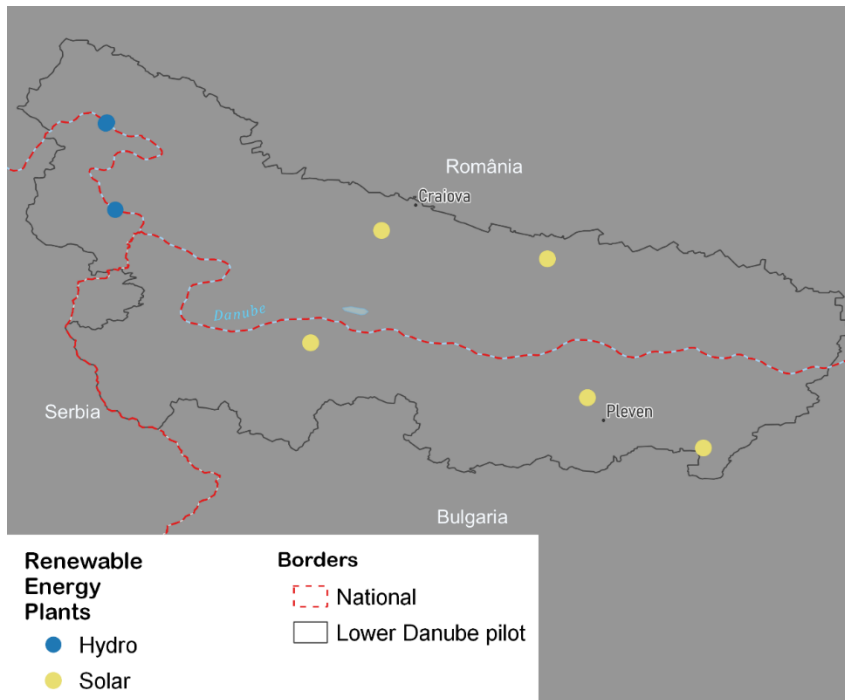 România
Craiova
Danube
Serbia
Pleven
Bulgaria
Renewable
Energy
Plants
Hydro
Solar
Borders
National
Lower Danube pilot